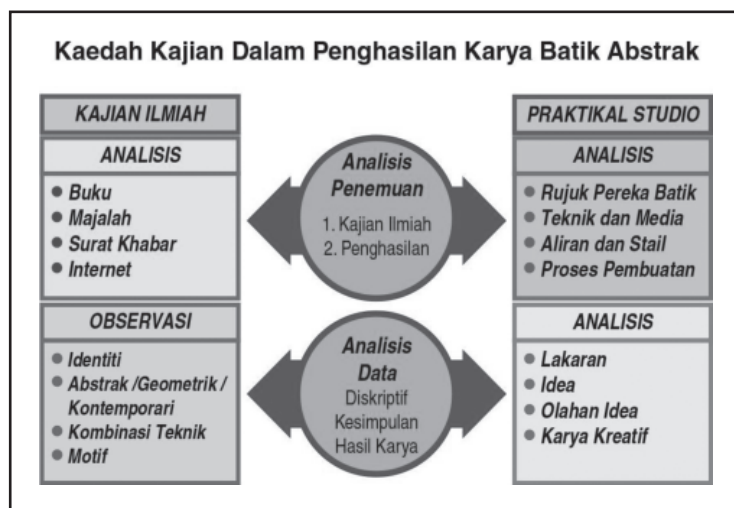 Kaedah Kajian Dalam Penghasilan Karya Batik Abstrak
KAJIAN ILMIAH
ANALISIS
Buku
Majalah
Surat Khabar
Internet
OBSERVASI
Identiti
Abstrak /Geometrik /
Kontemporari
Kombinasi Teknik
Motif
Analisis
Penemuan
1. Kajian Ilmiah
2. Penghasilan
Analisis
Data
Diskriptif
Kesimpulan
Hasil Karya
PRAKTIKAL STUDIO
ANALISIS
Rujuk Pereka Batik
Teknik dan Media
Aliran dan Stail
Proses Pembuatan
ANALISIS
Lakaran
Idea
Olahan Idea
Karya Kreatif